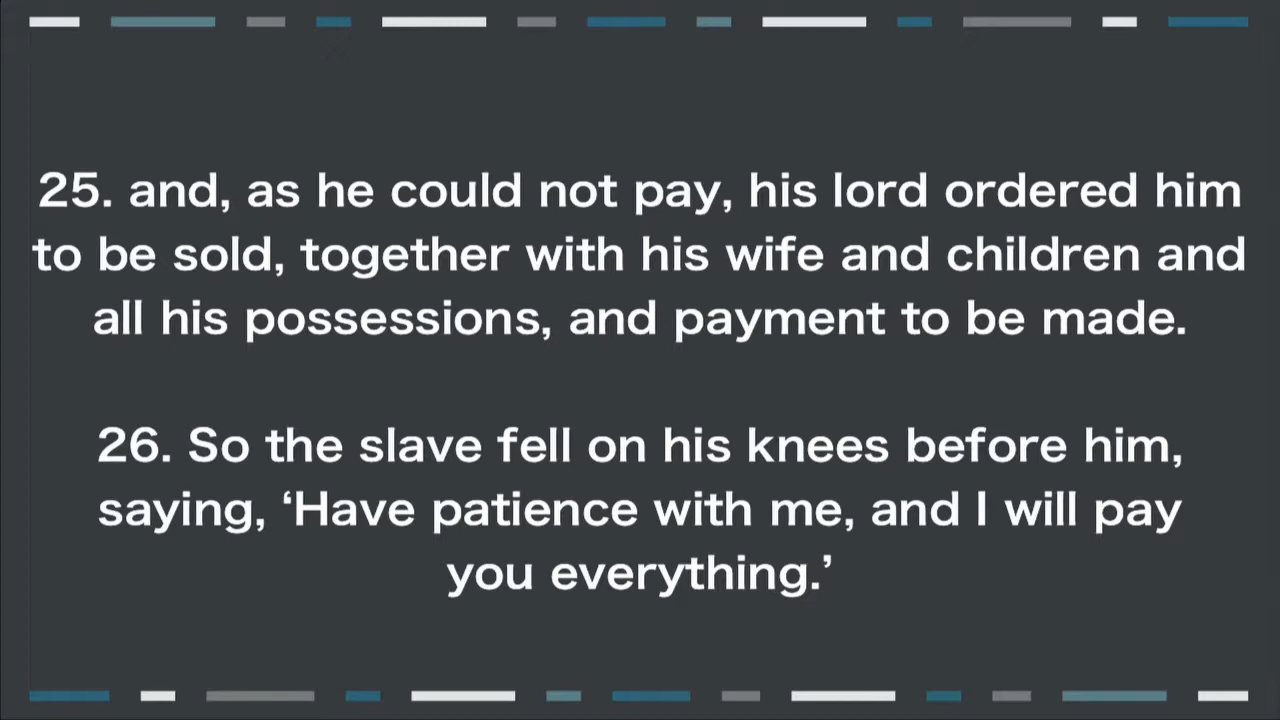 25. and, as he could not pay, his lord ordered him
to be sold, together with his wife and children and
all his possessions, and payment to be made.
26. So the slave fell on his knees before him,
saying, ‘Have patience with me, and I will pay
you everything.’